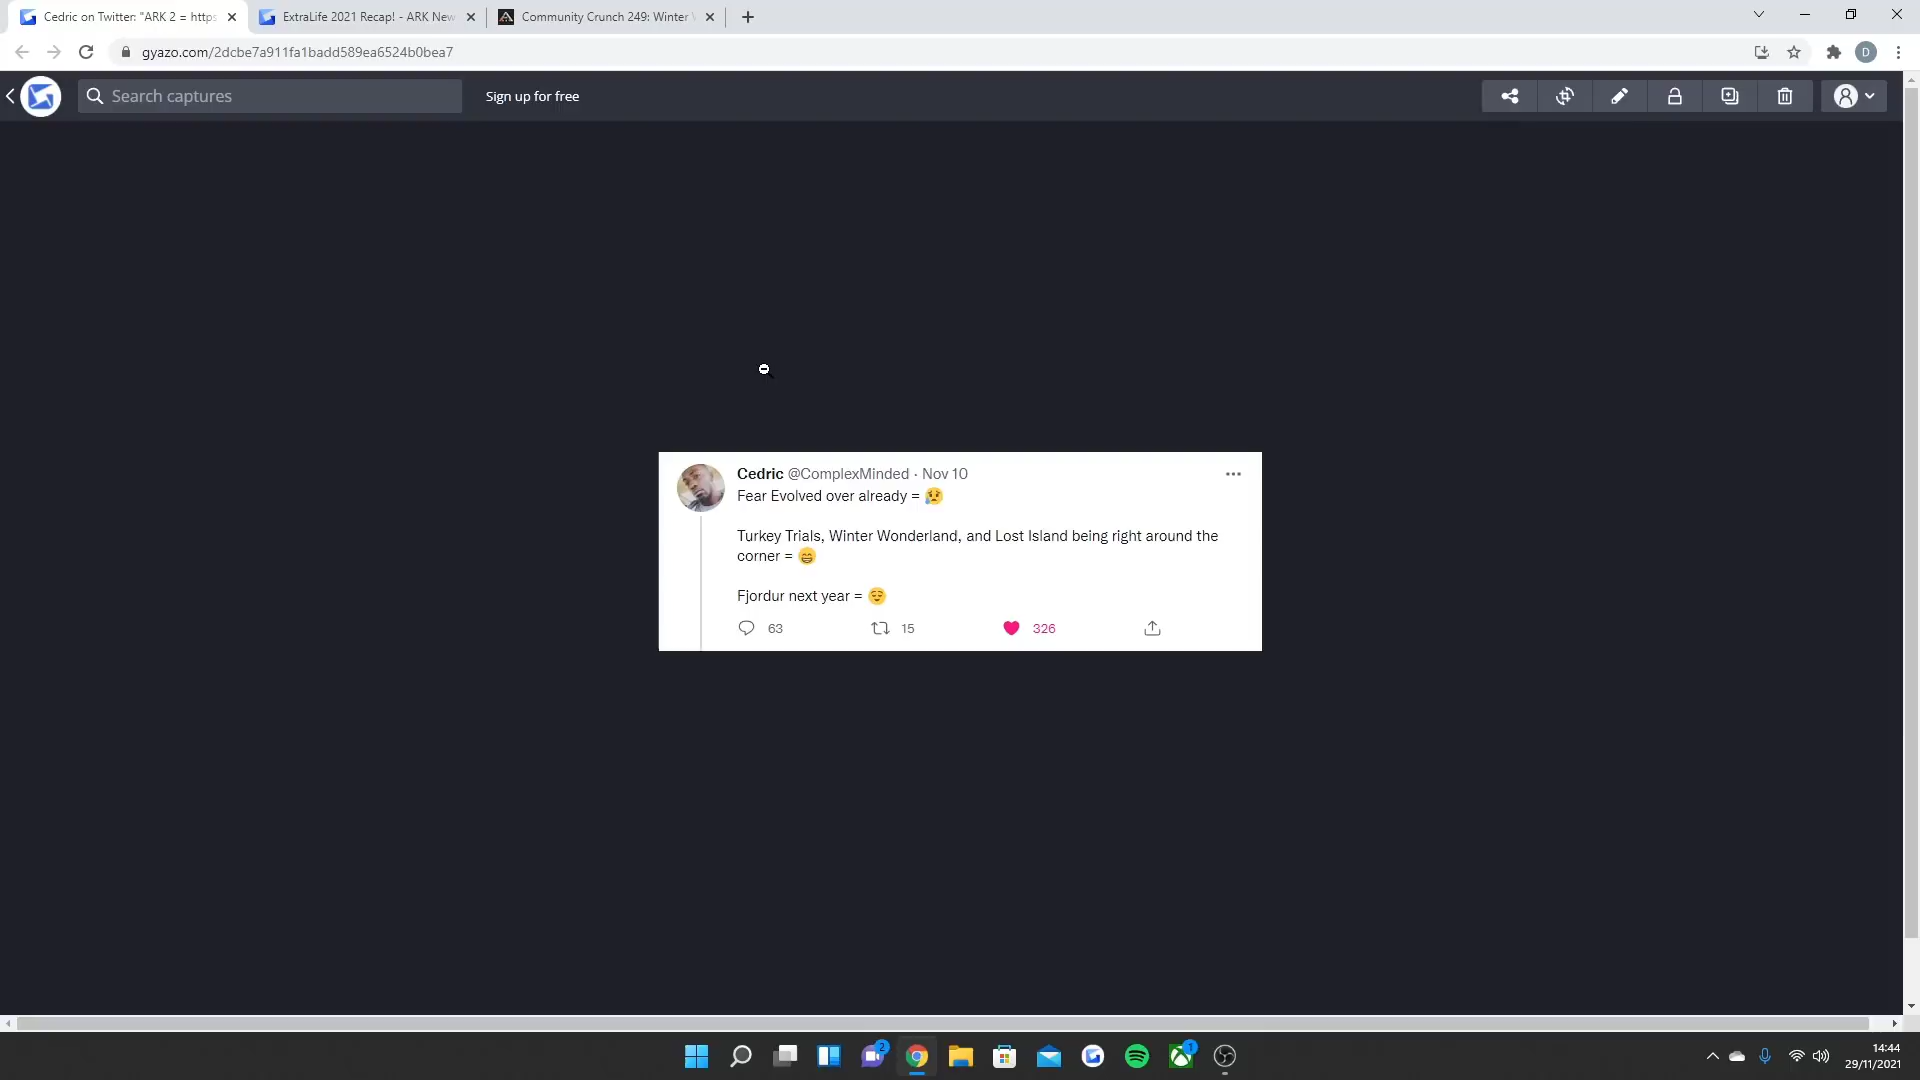 Cedric on Twitter: "ARK 2 = https
ExtraLife 2021 Recap! - ARK New
Community Crunch 249: Winter
gyazo.com/2dcbe7a911fa1badd589ea6524b0bea7
D
Search captures
Sign up for free
Cedric @ComplexMinded · Nov 10
Fear Evolved over already = 😥
Turkey Trials, Winter Wonderland, and Lost Island being right around the
corner = 😁
Fjordur next year = 😌
63 15 326
2
1
14:44
29/11/2021